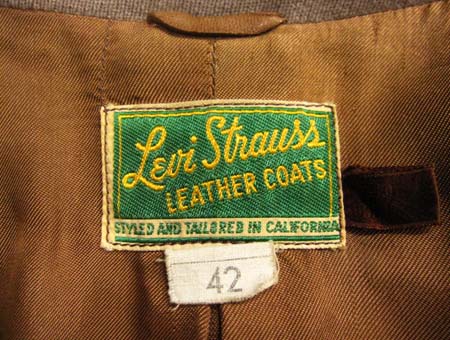 Levi Strauss
LEATHER COATS
STYLED AND TAILORED IN CALIFORNIA
42